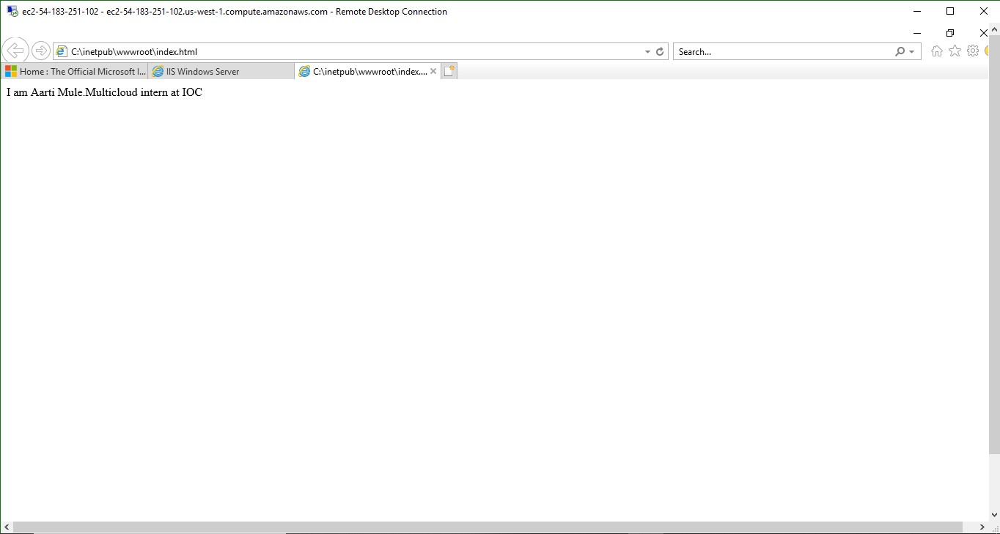 ec2-54-183-251-102 - ec2-54-183-251-102.us-west-1.compute.amazonaws.com - Remote Desktop Connection
C:\inetpub\wwwroot\index.html Search...
Home : The Official Microsoft I... IIS Windows Server C:\inetpub\wwwroot\index....
I am Aarti Mule.Multicloud intern at IOC